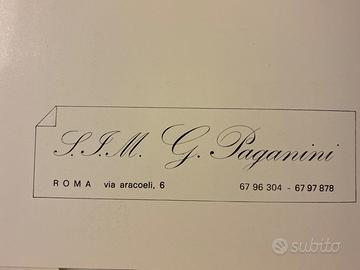 S.I.M. G. Paganini
ROMA via aracoeli, 6 67 96 304 - 67 97 878
subito